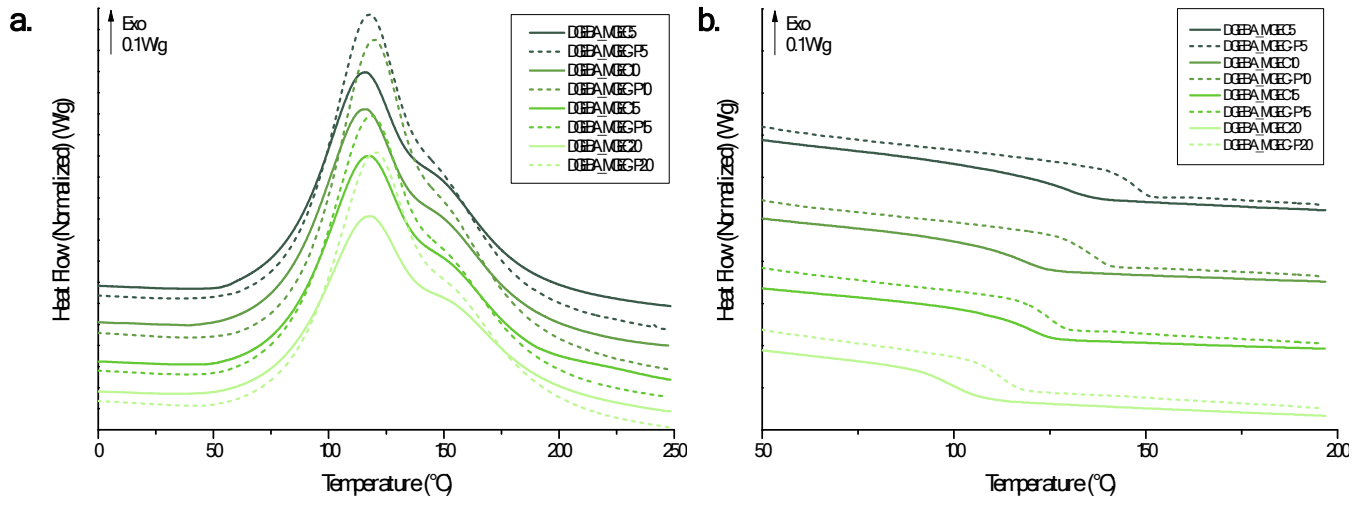 a.
Exo
0.1W/g
DGEBA_MGEC5
DGEBA_MGEC-P5
DGEBA_MGEC10
DGEBA_MGEC-P10
DGEBA_MGEC15
DGEBA_MGEC-P15
DGEBA_MGEC20
DGEBA_MGEC-P20
Heat Flow (Normalized) (W/g)
0 50 100 150 200 250
Temperature (°C)
b.
Exo
0.1W/g
DGEBA_MGEC5
DGEBA_MGEC-P5
DGEBA_MGEC10
DGEBA_MGEC-P10
DGEBA_MGEC15
DGEBA_MGEC-P15
DGEBA_MGEC20
DGEBA_MGEC-P20
Heat Flow (Normalized) (W/g)
50 100 150 200
Temperature (°C)